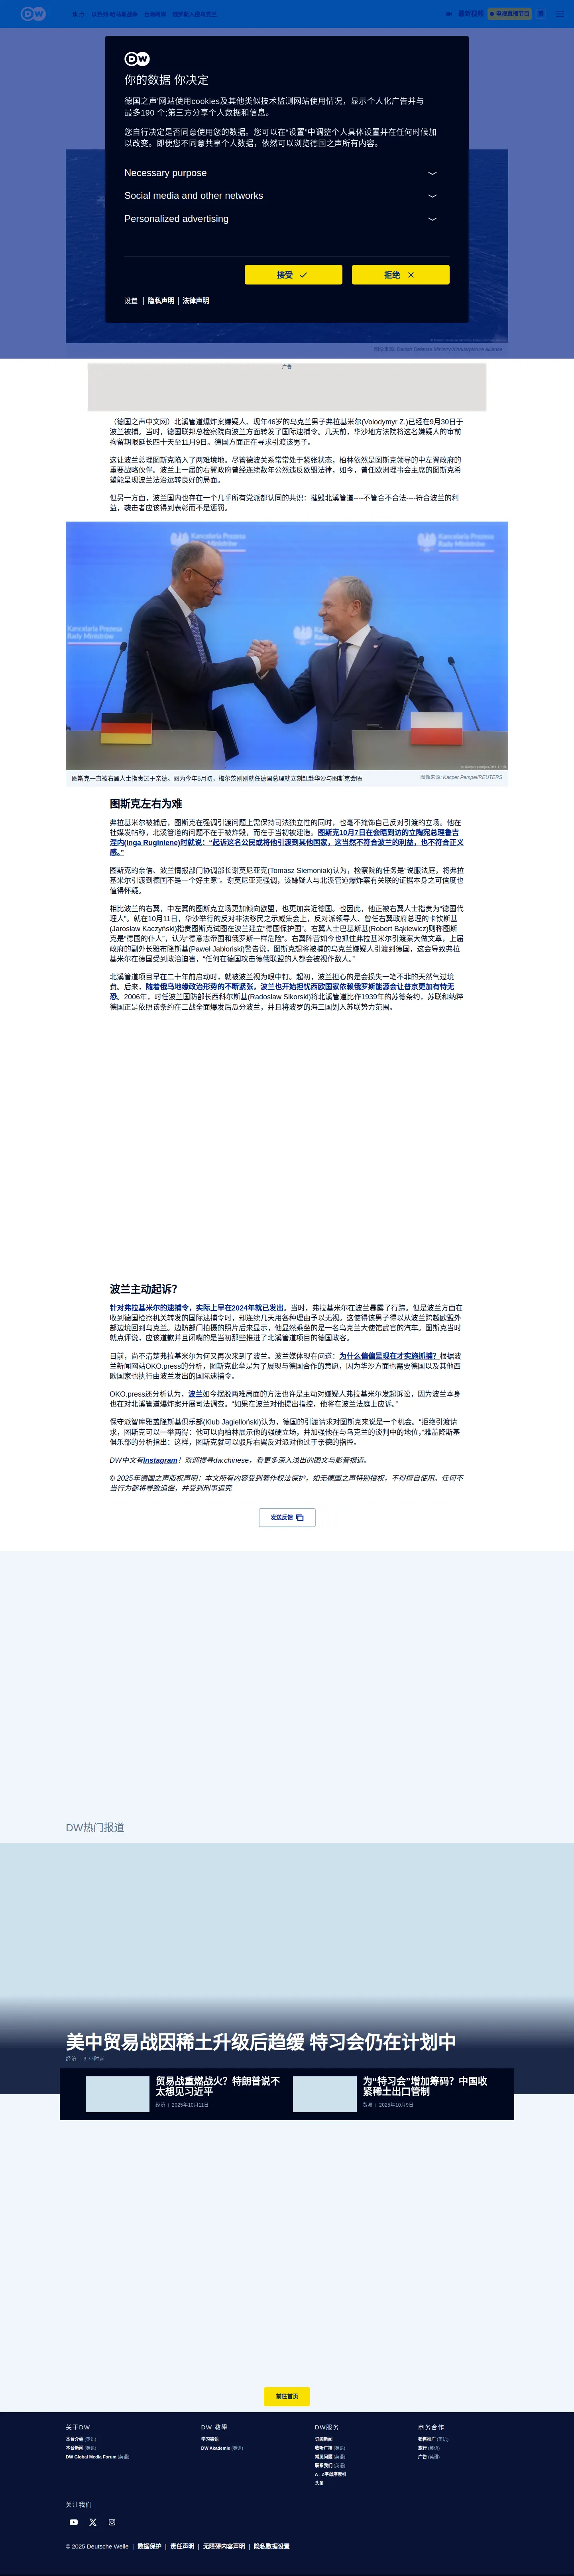 热点 以色列-哈马斯战争 台海局势 俄罗斯入侵乌克兰
最新视频
电视直播节目
DW
你的数据 你决定
德国之声'网站使用cookies及其他类似技术监测网站使用情况，显示个人化广告并与
最多190 个;第三方分享个人数据和信息。
您自行决定是否同意使用您的数据。您可以在"设置"中调整个人具体设置并在任何时候加
以改变。即便您不同意共享个人数据，依然可以浏览德国之声所有内容。
Necessary purpose
Social media and other networks
Personalized advertising
接受
拒绝
设置 | 隐私声明 | 法律声明
广告
（德国之声中文网）北溪管道爆炸案嫌疑人、现年46岁的乌克兰男子弗拉基米尔(Volodymyr Z.)已经在9月30日于
波兰被捕。当时，德国联邦总检察院向波兰方面转发了国际逮捕令。几天前，华沙地方法院将这名嫌疑人的审前
拘留期限延长四十天至11月9日。德国方面正在寻求引渡该男子。
这让波兰总理图斯克陷入了两难境地。尽管德波关系常常处于紧张状态，柏林依然是图斯克领导的中左翼政府的
重要战略伙伴。波兰上一届的右翼政府曾经连续数年公然违反欧盟法律，如今，曾任欧洲理事会主席的图斯克希
望能呈现波兰法治运转良好的局面。
但另一方面，波兰国内也存在一个几乎所有党派都认同的共识：摧毁北溪管道----不管合不合法----符合波兰的利
益，袭击者应该得到表彰而不是惩罚。
Kancelaria Prezesa
Rady Ministrów
Kancelaria Prezesa
Rady Ministrów
© Kacper Pempel/REUTERS
图斯克一直被右翼人士指责过于亲德。图为今年5月初，梅尔茨刚刚就任德国总理就立刻赶赴华沙与图斯克会晤
图像来源: Kacper Pempel/REUTERS
图斯克左右为难
弗拉基米尔被捕后，图斯克在强调引渡问题上需保持司法独立性的同时，也毫不掩饰自己反对引渡的立场。他在
社媒发帖称，北溪管道的问题不在于被炸毁，而在于当初被建造。图斯克10月7日在会晤到访的立陶宛总理鲁吉
涅内(Inga Ruginiene)时就说："起诉这名公民或将他引渡到其他国家，这当然不符合波兰的利益，也不符合正义
感。"
图斯克的亲信、波兰情报部门协调部长谢莫尼亚克(Tomasz Siemoniak)认为，检察院的任务是"说服法庭，将弗拉
基米尔引渡到德国不是一个好主意"。谢莫尼亚克强调，该嫌疑人与北溪管道爆炸案有关联的证据本身之可信度也
值得怀疑。
相比波兰的右翼，中左翼的图斯克立场更加倾向欧盟，也更加亲近德国。也因此，他正被右翼人士指责为"德国代
理人"。就在10月11日，华沙举行的反对非法移民之示威集会上，反对派领导人、曾任右翼政府总理的卡钦斯基
(Jarosław Kaczyński)指责图斯克试图在波兰建立"德国保护国"。右翼人士巴基斯基(Robert Bąkiewicz)则称图斯
克是"德国的仆人"，认为"德意志帝国和俄罗斯一样危险"。右翼阵营如今也抓住弗拉基米尔引渡案大做文章，上届
政府的副外长雅布隆斯基(Paweł Jabłoński)警告说，图斯克想将被捕的乌克兰嫌疑人引渡到德国，这会导致弗拉
基米尔在德国受到政治迫害，"任何在德国攻击德俄联盟的人都会被视作敌人。"
北溪管道项目早在二十年前启动时，就被波兰视为眼中钉。起初，波兰担心的是会损失一笔不菲的天然气过境
费。后来，随着俄乌地缘政治形势的不断紧张，波兰也开始担忧西欧国家依赖俄罗斯能源会让普京更加有恃无
恐。2006年，时任波兰国防部长西科尔斯基(Radosław Sikorski)将北溪管道比作1939年的苏德条约，苏联和纳粹
德国正是依照该条约在二战全面爆发后瓜分波兰，并且将波罗的海三国划入苏联势力范围。
波兰主动起诉？
针对弗拉基米尔的逮捕令，实际上早在2024年就已发出。当时，弗拉基米尔在波兰暴露了行踪。但是波兰方面在
收到德国检察机关转发的国际逮捕令时，却连续几天用各种理由予以无视。这使得该男子得以从波兰跨越欧盟外
部边境回到乌克兰。边防部门拍摄的照片后来显示，他显然乘坐的是一名乌克兰大使馆武官的汽车。图斯克当时
就点评说，应该道歉并且闭嘴的是当初那些推进了北溪管道项目的德国政客。
目前，尚不清楚弗拉基米尔为何又再次来到了波兰。波兰媒体现在问道：为什么偏偏是现在才实施抓捕？根据波
兰新闻网站OKO.press的分析，图斯克此举是为了展现与德国合作的意愿，因为华沙方面也需要德国以及其他西
欧国家也执行由波兰发出的引渡请求。
OKO.press还分析认为，波兰如今摆脱两难局面的方法也许是主动对嫌疑人弗拉基米尔发起诉讼，因为波兰本身
也在对北溪管道爆炸案开展司法调查。"如果在波兰对他提出指控，他将在波兰法庭上应诉。"
保守派智库雅盖隆斯基俱乐部(Klub Jagielloński)认为，德国的引渡请求对图斯克来说是一个机会。"拒绝引渡请
求，图斯克可以一举两得：他可以向柏林展示他的强硬立场，并加强他在与乌克兰的谈判中的地位，"雅盖隆斯基
俱乐部的分析指出：这样，图斯克就可以驳斥右翼反对派对他过于亲德的指控。
DW中文有Instagram！欢迎搜寻dw.chinese，看更多深入浅出的图文与影音报道。
© 2025年德国之声版权声明：本文所有内容受到著作权法保护，如无德国之声特别授权，不得擅自使用。任何不
当行为都将导致追偿，并受到刑事追究
发送反馈
DW热门报道
美中贸易战因稀土升级后趋缓 特习会仍在计划中
经济 | 3 小时前
贸易战重燃战火？特朗普说不
太想见习近平
经济 | 2025年10月11日
为"特习会"增加筹码？中国收
紧稀土出口管制
贸易 | 2025年10月9日
前往首页
关于DW
本台介绍 (英语)
本台新闻 (英语)
DW Global Media Forum (英语)
DW 教学
学习德语
DW Akademie (英语)
DW服务
订阅新闻
收听广播 (英语)
常见问题 (英语)
联系我们 (英语)
A - Z字母序索引
头条
商务合作
销售推广 (英语)
旅行 (英语)
广告 (英语)
关注我们
© 2025 Deutsche Welle | 数据保护 | 责任声明 | 无障碍内容声明 | 隐私数据设置